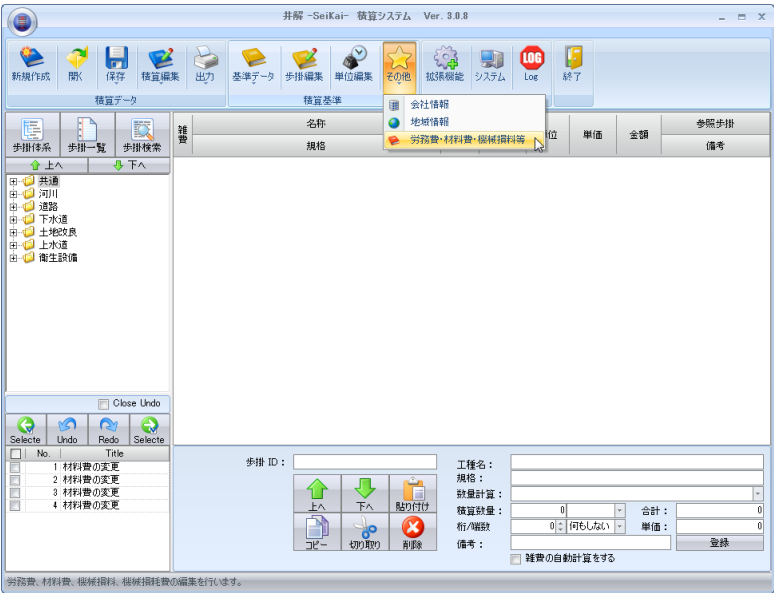 井解 -SeiKai- 積算システム Ver. 3.0.8
新規作成 開く 保存 積算編集 出力 基準データ 歩掛編集 単位編集 その他 拡張機能 システム Log 終了
積算データ 積算基準
会社情報
地域情報
労務費・材料費・機械損料等
歩掛体系 歩掛一覧 歩掛検索
上へ 下へ
雑費 名称 位 単価 金額 参照歩掛
規格 備考
共通
河川
道路
下水道
土地改良
上水道
衛生設備
Close Undo
Selecte Undo Redo Selecte
No. Title
1 材料費の変更
2 材料費の変更
3 材料費の変更
4 材料費の変更
歩掛 ID：
上へ 下へ 貼り付け
コピー 切り取り 削除
工種名：
規格：
数量計算：
積算数量： 0 合計： 0
桁/端数 0 何もしない 単価： 0
備考： 登録
雑費の自動計算をする
労務費、材料費、機械損料、機械損耗費の編集を行います。